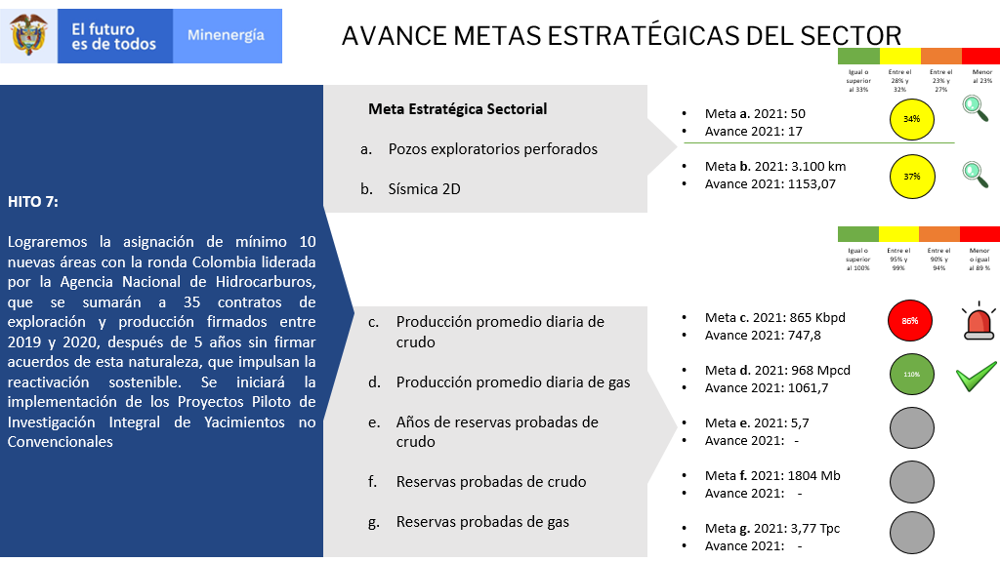 El futuro
es de todos
Minenergía
AVANCE METAS ESTRATÉGICAS DEL SECTOR
Igual o
superior
al 33%
Entre el
28% y
32%
Entre el
23% y
27%
Menor
al 23%
HITO 7:
Lograremos la asignación de mínimo 10
nuevas áreas con la ronda Colombia liderada
por la Agencia Nacional de Hidrocarburos,
que se sumarán a 35 contratos de
exploración y producción firmados entre
2019 y 2020, después de 5 años sin firmar
acuerdos de esta naturaleza, que impulsan la
reactivación sostenible. Se iniciará la
implementación de los Proyectos Piloto de
Investigación Integral de Yacimientos no
Convencionales
Meta Estratégica Sectorial
a. Pozos exploratorios perforados
b. Sísmica 2D
• Meta a. 2021: 50
• Avance 2021: 17
34%
• Meta b. 2021: 3.100 km
• Avance 2021: 1153,07
37%
Igual o
superior
al 100%
Entre el
95% y
99%
Entre el
90% y
94%
Menor
o igual
al 89 %
c. Producción promedio diaria de
crudo
d. Producción promedio diaria de gas
e. Años de reservas probadas de
crudo
f. Reservas probadas de crudo
g. Reservas probadas de gas
• Meta c. 2021: 865 Kbpd
• Avance 2021: 747,8
86%
• Meta d. 2021: 968 Mpcd
• Avance 2021: 1061,7
110%
• Meta e. 2021: 5,7
• Avance 2021: -
• Meta f. 2021: 1804 Mb
• Avance 2021: -
• Meta g. 2021: 3,77 Tpc
• Avance 2021: -